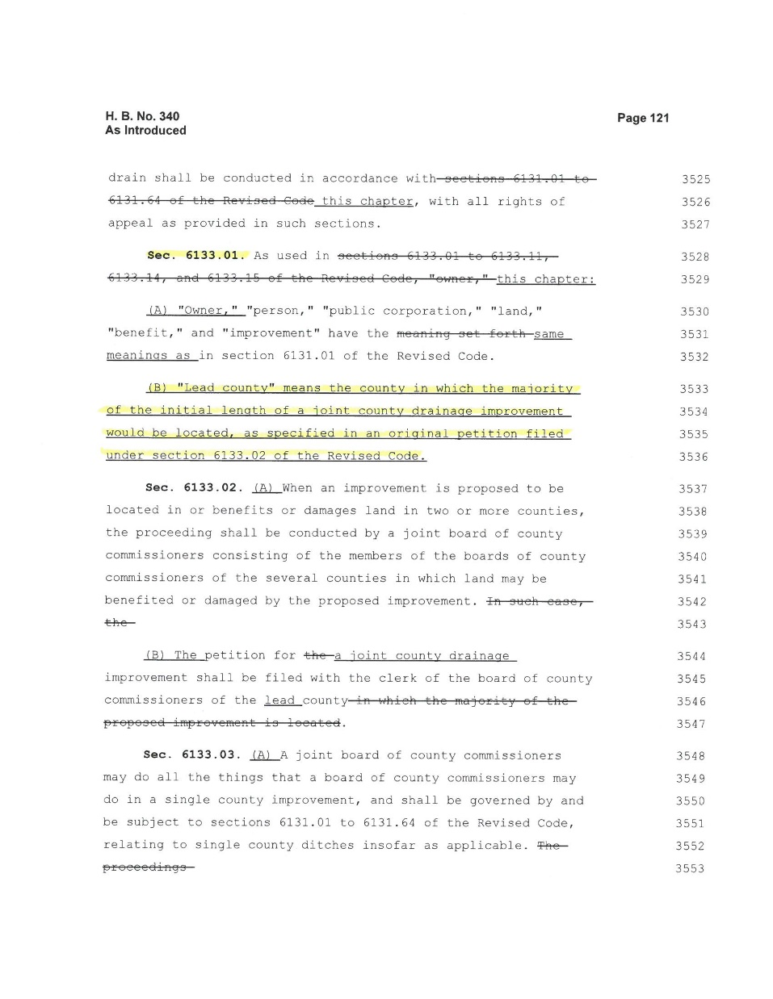 H. B. No. 340 Page 121
As Introduced
drain shall be conducted in accordance with sections 6131.01 to 3525
6131.64 of the Revised Code this chapter, with all rights of 3526
appeal as provided in such sections. 3527
Sec. 6133.01. As used in sections 6133.01 to 6133.11, 3528
6133.14, and 6133.15 of the Revised Code, "owner," this chapter: 3529
(A) "Owner," "person," "public corporation," "land," 3530
"benefit," and "improvement" have the meaning set forth same 3531
meanings as in section 6131.01 of the Revised Code. 3532
(B) "Lead county" means the county in which the majority 3533
of the initial length of a joint county drainage improvement 3534
would be located, as specified in an original petition filed 3535
under section 6133.02 of the Revised Code. 3536
Sec. 6133.02. (A) When an improvement is proposed to be 3537
located in or benefits or damages land in two or more counties, 3538
the proceeding shall be conducted by a joint board of county 3539
commissioners consisting of the members of the boards of county 3540
commissioners of the several counties in which land may be 3541
benefited or damaged by the proposed improvement. In such case, 3542
the 3543
(B) The petition for the a joint county drainage 3544
improvement shall be filed with the clerk of the board of county 3545
commissioners of the lead county in which the majority of the 3546
proposed improvement is located. 3547
Sec. 6133.03. (A) A joint board of county commissioners 3548
may do all the things that a board of county commissioners may 3549
do in a single county improvement, and shall be governed by and 3550
be subject to sections 6131.01 to 6131.64 of the Revised Code, 3551
relating to single county ditches insofar as applicable. The 3552
proceedings 3553